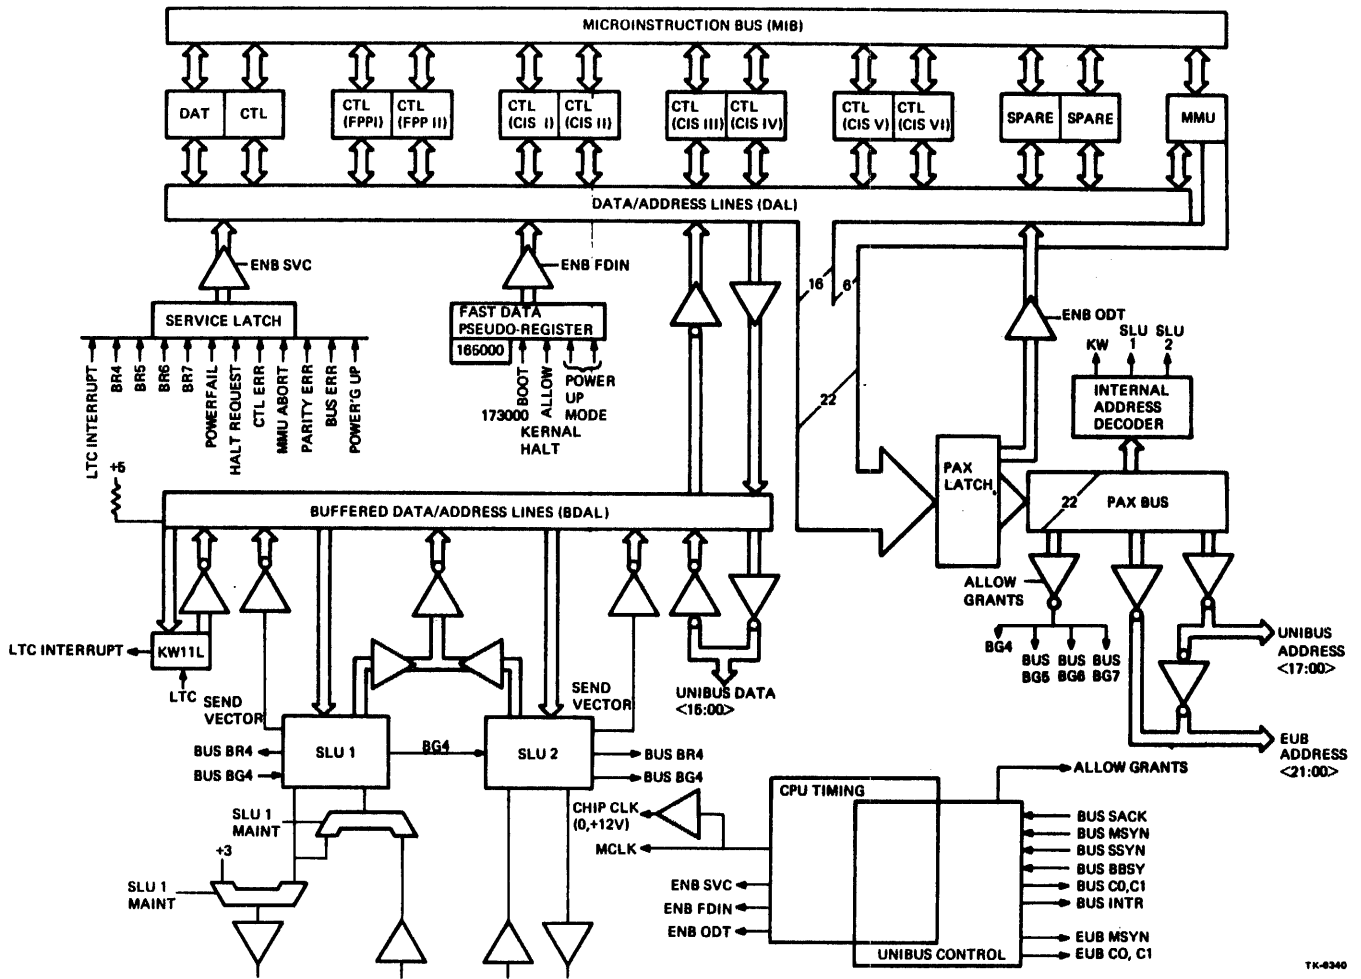 MICROINSTRUCTION BUS (MIB)
DAT
CTL
CTL
(FPPI)
CTL
(FPP II)
CTL
(CIS I)
CTL
(CIS II)
CTL
(CIS III)
CTL
(CIS IV)
CTL
(CIS V)
CTL
(CIS VI)
SPARE
SPARE
MMU
DATA/ADDRESS LINES (DAL)
ENB SVC
ENB FDIN
16
6
22
ENB ODT
SERVICE LATCH
FAST DATA
PSEUDO-REGISTER
165000
LTC INTERRUPT
BR4
BR5
BR6
BR7
POWERFAIL
HALT REQUEST
CTL ERR
MMU ABORT
PARITY ERR
BUS ERR
POWER'G UP
173000 BOOT
ALLOW
KERNAL
HALT
POWER
UP
MODE
KW
SLU
1
SLU
2
INTERNAL
ADDRESS
DECODER
+5
BUFFERED DATA/ADDRESS LINES (BDAL)
PAX
LATCH
22
PAX BUS
ALLOW
GRANTS
BG4
BUS
BG5
BUS
BG6
BUS
BG7
UNIBUS
ADDRESS
<17:00>
EUB
ADDRESS
<21:00>
LTC INTERRUPT
KW11L
LTC
SEND
VECTOR
SEND
VECTOR
UNIBUS DATA
<15:00>
SLU 1
BG4
SLU 2
BUS BR4
BUS BG4
BUS BR4
BUS BG4
SLU 1
MAINT
+3
SLU 1
MAINT
CHIP CLK
(0,+12V)
MCLK
ENB SVC
ENB FDIN
ENB ODT
CPU TIMING
UNIBUS CONTROL
ALLOW GRANTS
BUS SACK
BUS MSYN
BUS SSYN
BUS BBSY
BUS C0,C1
BUS INTR
EUB MSYN
EUB CO, C1
TK-6340